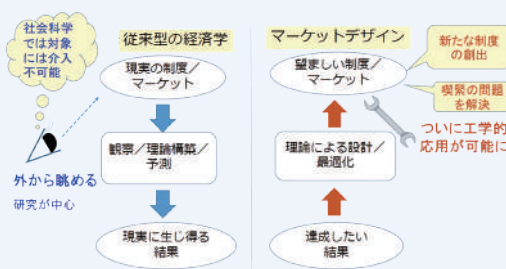 社会科学
では対象
には介入
不可能
従来型の経済学
現実の制度／
マーケット
観察／理論構築／
予測
現実に生じ得る
結果
外から眺める
研究が中心
マーケットデザイン
望ましい制度／
マーケット
理論による設計／
最適化
達成したい
結果
新たな制度
の創出
喫緊の問題
を解決
ついに工学的
応用が可能に